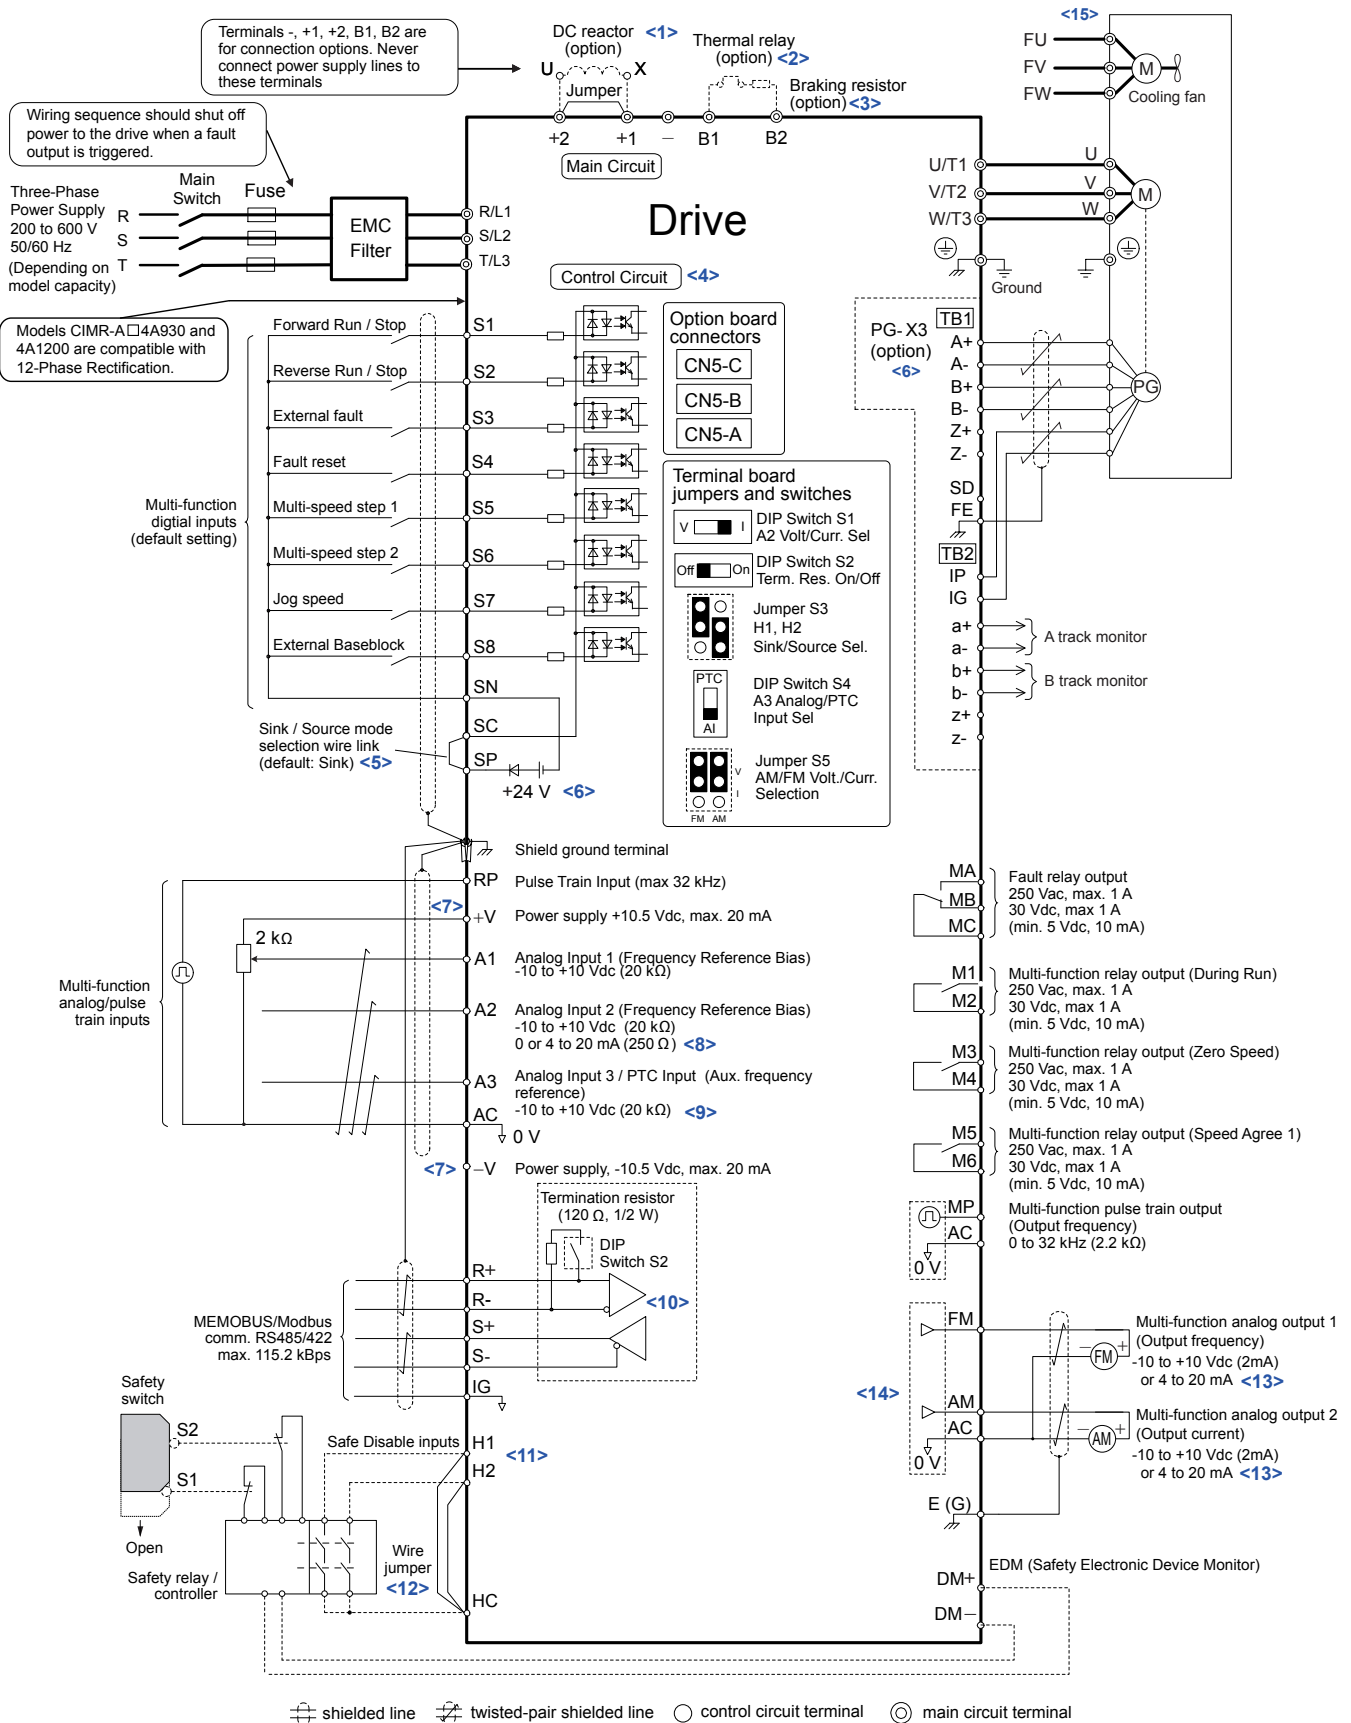 Terminals -, +1, +2, B1, B2 are
for connection options. Never
connect power supply lines to
these terminals
DC reactor
(option)
<1>
U
X
Jumper
Thermal relay
(option) <2>
Braking resistor
(option) <3>
+2
+1
−
B1
B2
Main Circuit
<15>
FU
FV
FW
M
Cooling fan
Wiring sequence should shut off
power to the drive when a fault
output is triggered.
Three-Phase
Power Supply
200 to 600 V
50/60 Hz
(Depending on
model capacity)
R
S
T
Main
Switch
Fuse
EMC
Filter
R/L1
S/L2
T/L3
Drive
U/T1
V/T2
W/T3
U
V
W
M
Ground
Control Circuit
<4>
Models CIMR-A□4A930 and
4A1200 are compatible with
12-Phase Rectification.
Multi-function
digtial inputs
(default setting)
Forward Run / Stop
S1
Reverse Run / Stop
S2
External fault
S3
Fault reset
S4
Multi-speed step 1
S5
Multi-speed step 2
S6
Jog speed
S7
External Baseblock
S8
SN
SC
SP
Sink / Source mode
selection wire link
(default: Sink) <5>
+24 V <6>
Option board
connectors
CN5-C
CN5-B
CN5-A
Terminal board
jumpers and switches
V
I
DIP Switch S1
A2 Volt/Curr. Sel
Off
On
DIP Switch S2
Term. Res. On/Off
Jumper S3
H1, H2
Sink/Source Sel.
PTC
AI
DIP Switch S4
A3 Analog/PTC
Input Sel
V
I
FM AM
Jumper S5
AM/FM Volt./Curr.
Selection
PG-X3
(option)
<6>
TB1
A+
A-
B+
B-
Z+
Z-
SD
FE
PG
TB2
IP
IG
a+
a-
b+
b-
z+
z-
A track monitor
B track monitor
Shield ground terminal
Multi-function
analog/pulse
train inputs
2 kΩ
RP
Pulse Train Input (max 32 kHz)
<7>
+V
Power supply +10.5 Vdc, max. 20 mA
A1
Analog Input 1 (Frequency Reference Bias)
-10 to +10 Vdc (20 kΩ)
A2
Analog Input 2 (Frequency Reference Bias)
-10 to +10 Vdc (20 kΩ)
0 or 4 to 20 mA (250 Ω) <8>
A3
Analog Input 3 / PTC Input (Aux. frequency
reference)
-10 to +10 Vdc (20 kΩ) <9>
AC
0 V
<7>
−V
Power supply, -10.5 Vdc, max. 20 mA
MA
MB
MC
Fault relay output
250 Vac, max. 1 A
30 Vdc, max 1 A
(min. 5 Vdc, 10 mA)
M1
M2
Multi-function relay output (During Run)
250 Vac, max. 1 A
30 Vdc, max 1 A
(min. 5 Vdc, 10 mA)
M3
M4
Multi-function relay output (Zero Speed)
250 Vac, max. 1 A
30 Vdc, max 1 A
(min. 5 Vdc, 10 mA)
M5
M6
Multi-function relay output (Speed Agree 1)
250 Vac, max. 1 A
30 Vdc, max 1 A
(min. 5 Vdc, 10 mA)
MP
AC
0 V
Multi-function pulse train output
(Output frequency)
0 to 32 kHz (2.2 kΩ)
Termination resistor
(120 Ω, 1/2 W)
DIP
Switch S2
<10>
MEMOBUS/Modbus
comm. RS485/422
max. 115.2 kBps
R+
R-
S+
S-
IG
<14>
FM
AM
AC
0 V
E (G)
− +
FM
− +
AM
Multi-function analog output 1
(Output frequency)
-10 to +10 Vdc (2mA)
or 4 to 20 mA <13>
Multi-function analog output 2
(Output current)
-10 to +10 Vdc (2mA)
or 4 to 20 mA <13>
Safety
switch
S2
S1
Open
Safety relay /
controller
Safe Disable inputs
H1
<11>
H2
Wire
jumper
<12>
HC
EDM (Safety Electronic Device Monitor)
DM+
DM−
shielded line
twisted-pair shielded line
control circuit terminal
main circuit terminal